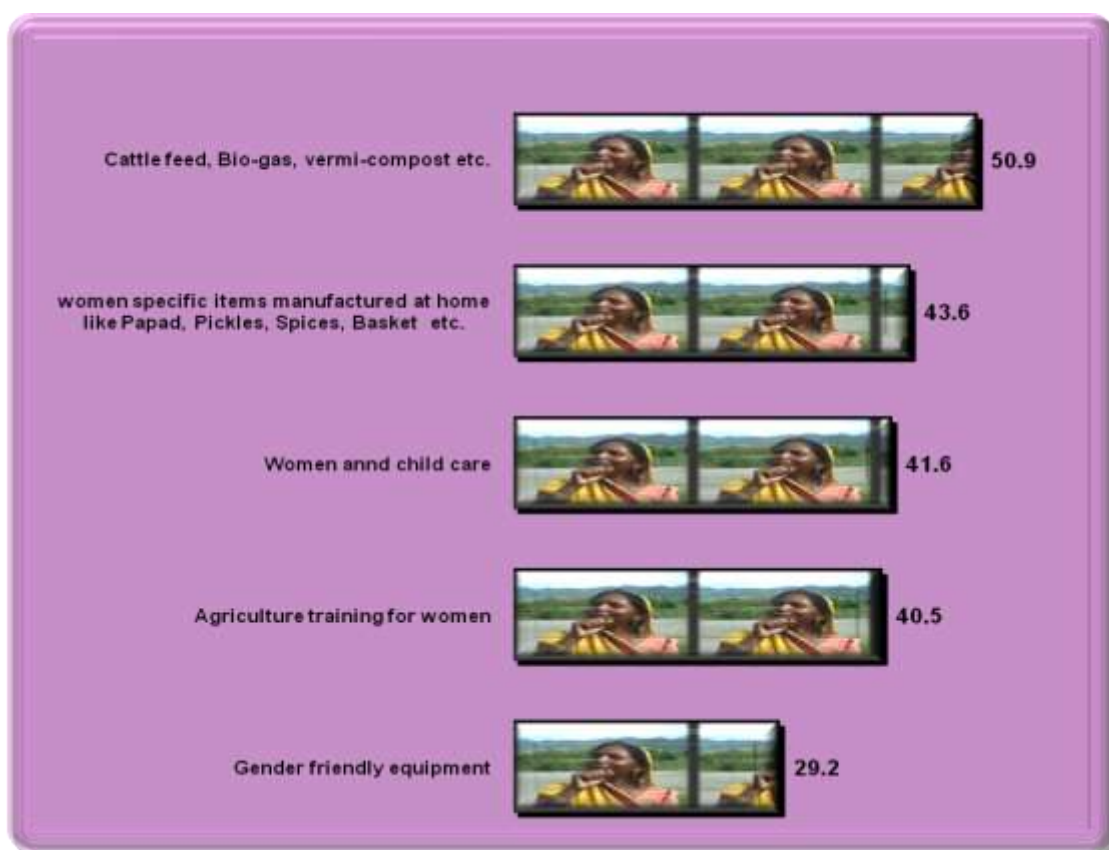 Cattle feed, Bio-gas, vermi-compost etc.
50.9
women specific items manufactured at home
like Papad, Pickles, Spices, Basket etc.
43.6
Women annd child care
41.6
Agriculture training for women
40.5
Gender friendly equipment
29.2